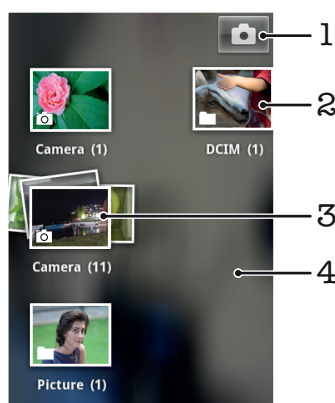 1
2
Camera (1)
DCIM (1)
3
Camera (11)
4
Picture (1)